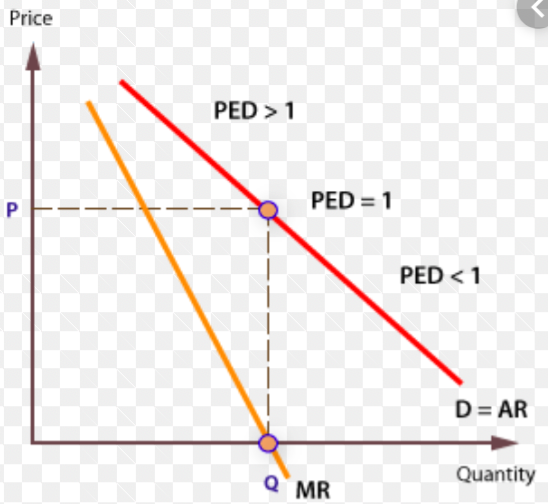 Price
PED > 1
PED = 1
P
PED < 1
D = AR
Quantity
Q
MR